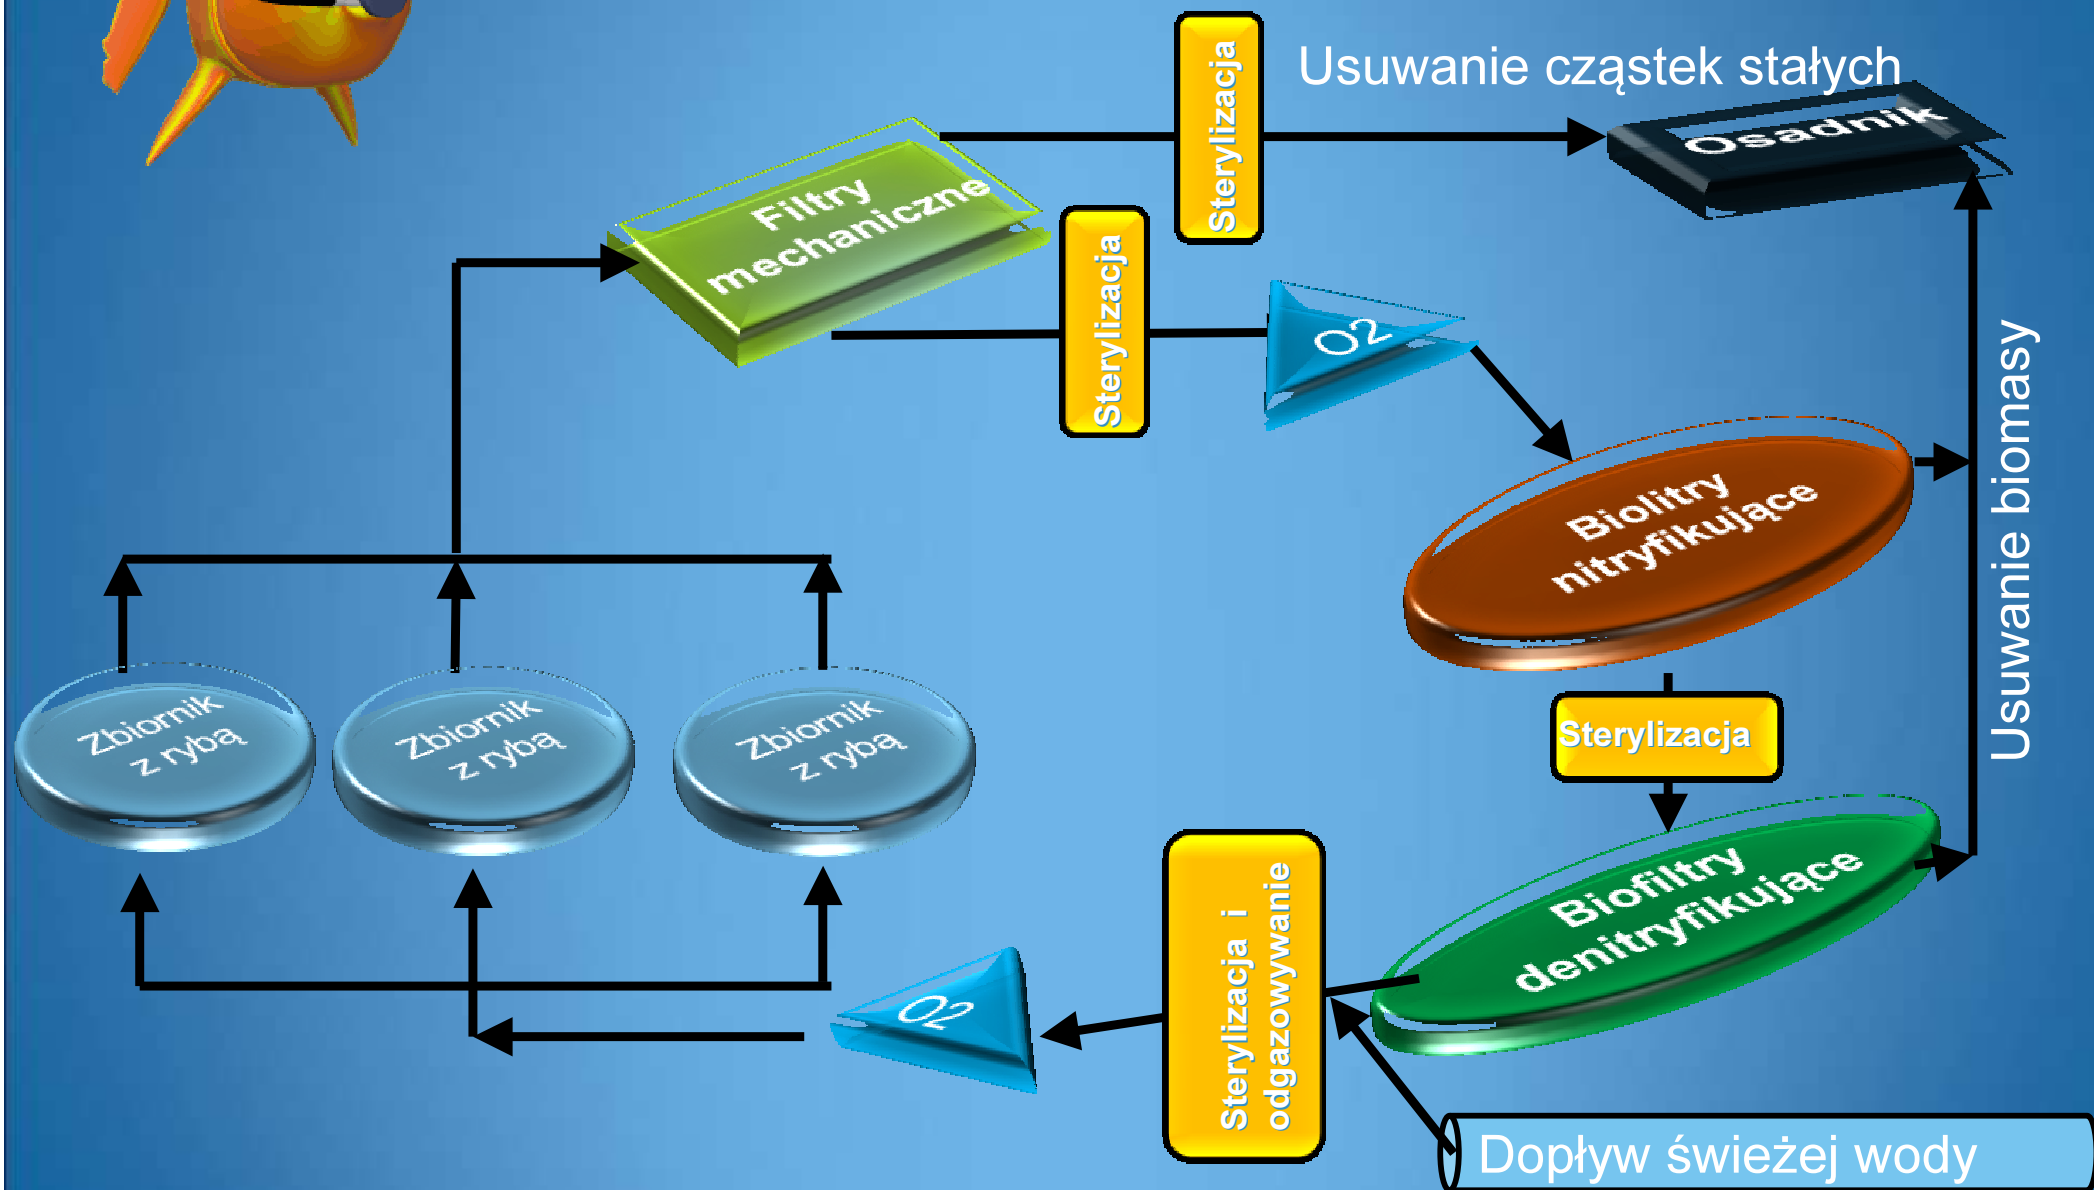 Usuwanie cząstek stałych
Sterylizacja
Osadnik
Filtry
mechaniczne
Sterylizacja
O2
Biolitry
nitryfikujące
Usuwanie biomasy
Zbiornik
z rybą
Zbiornik
z rybą
Zbiornik
z rybą
Sterylizacja
Biofiltry
denitryfikujące
Sterylizacja i
odgazowywanie
O2
Dopływ świeżej wody